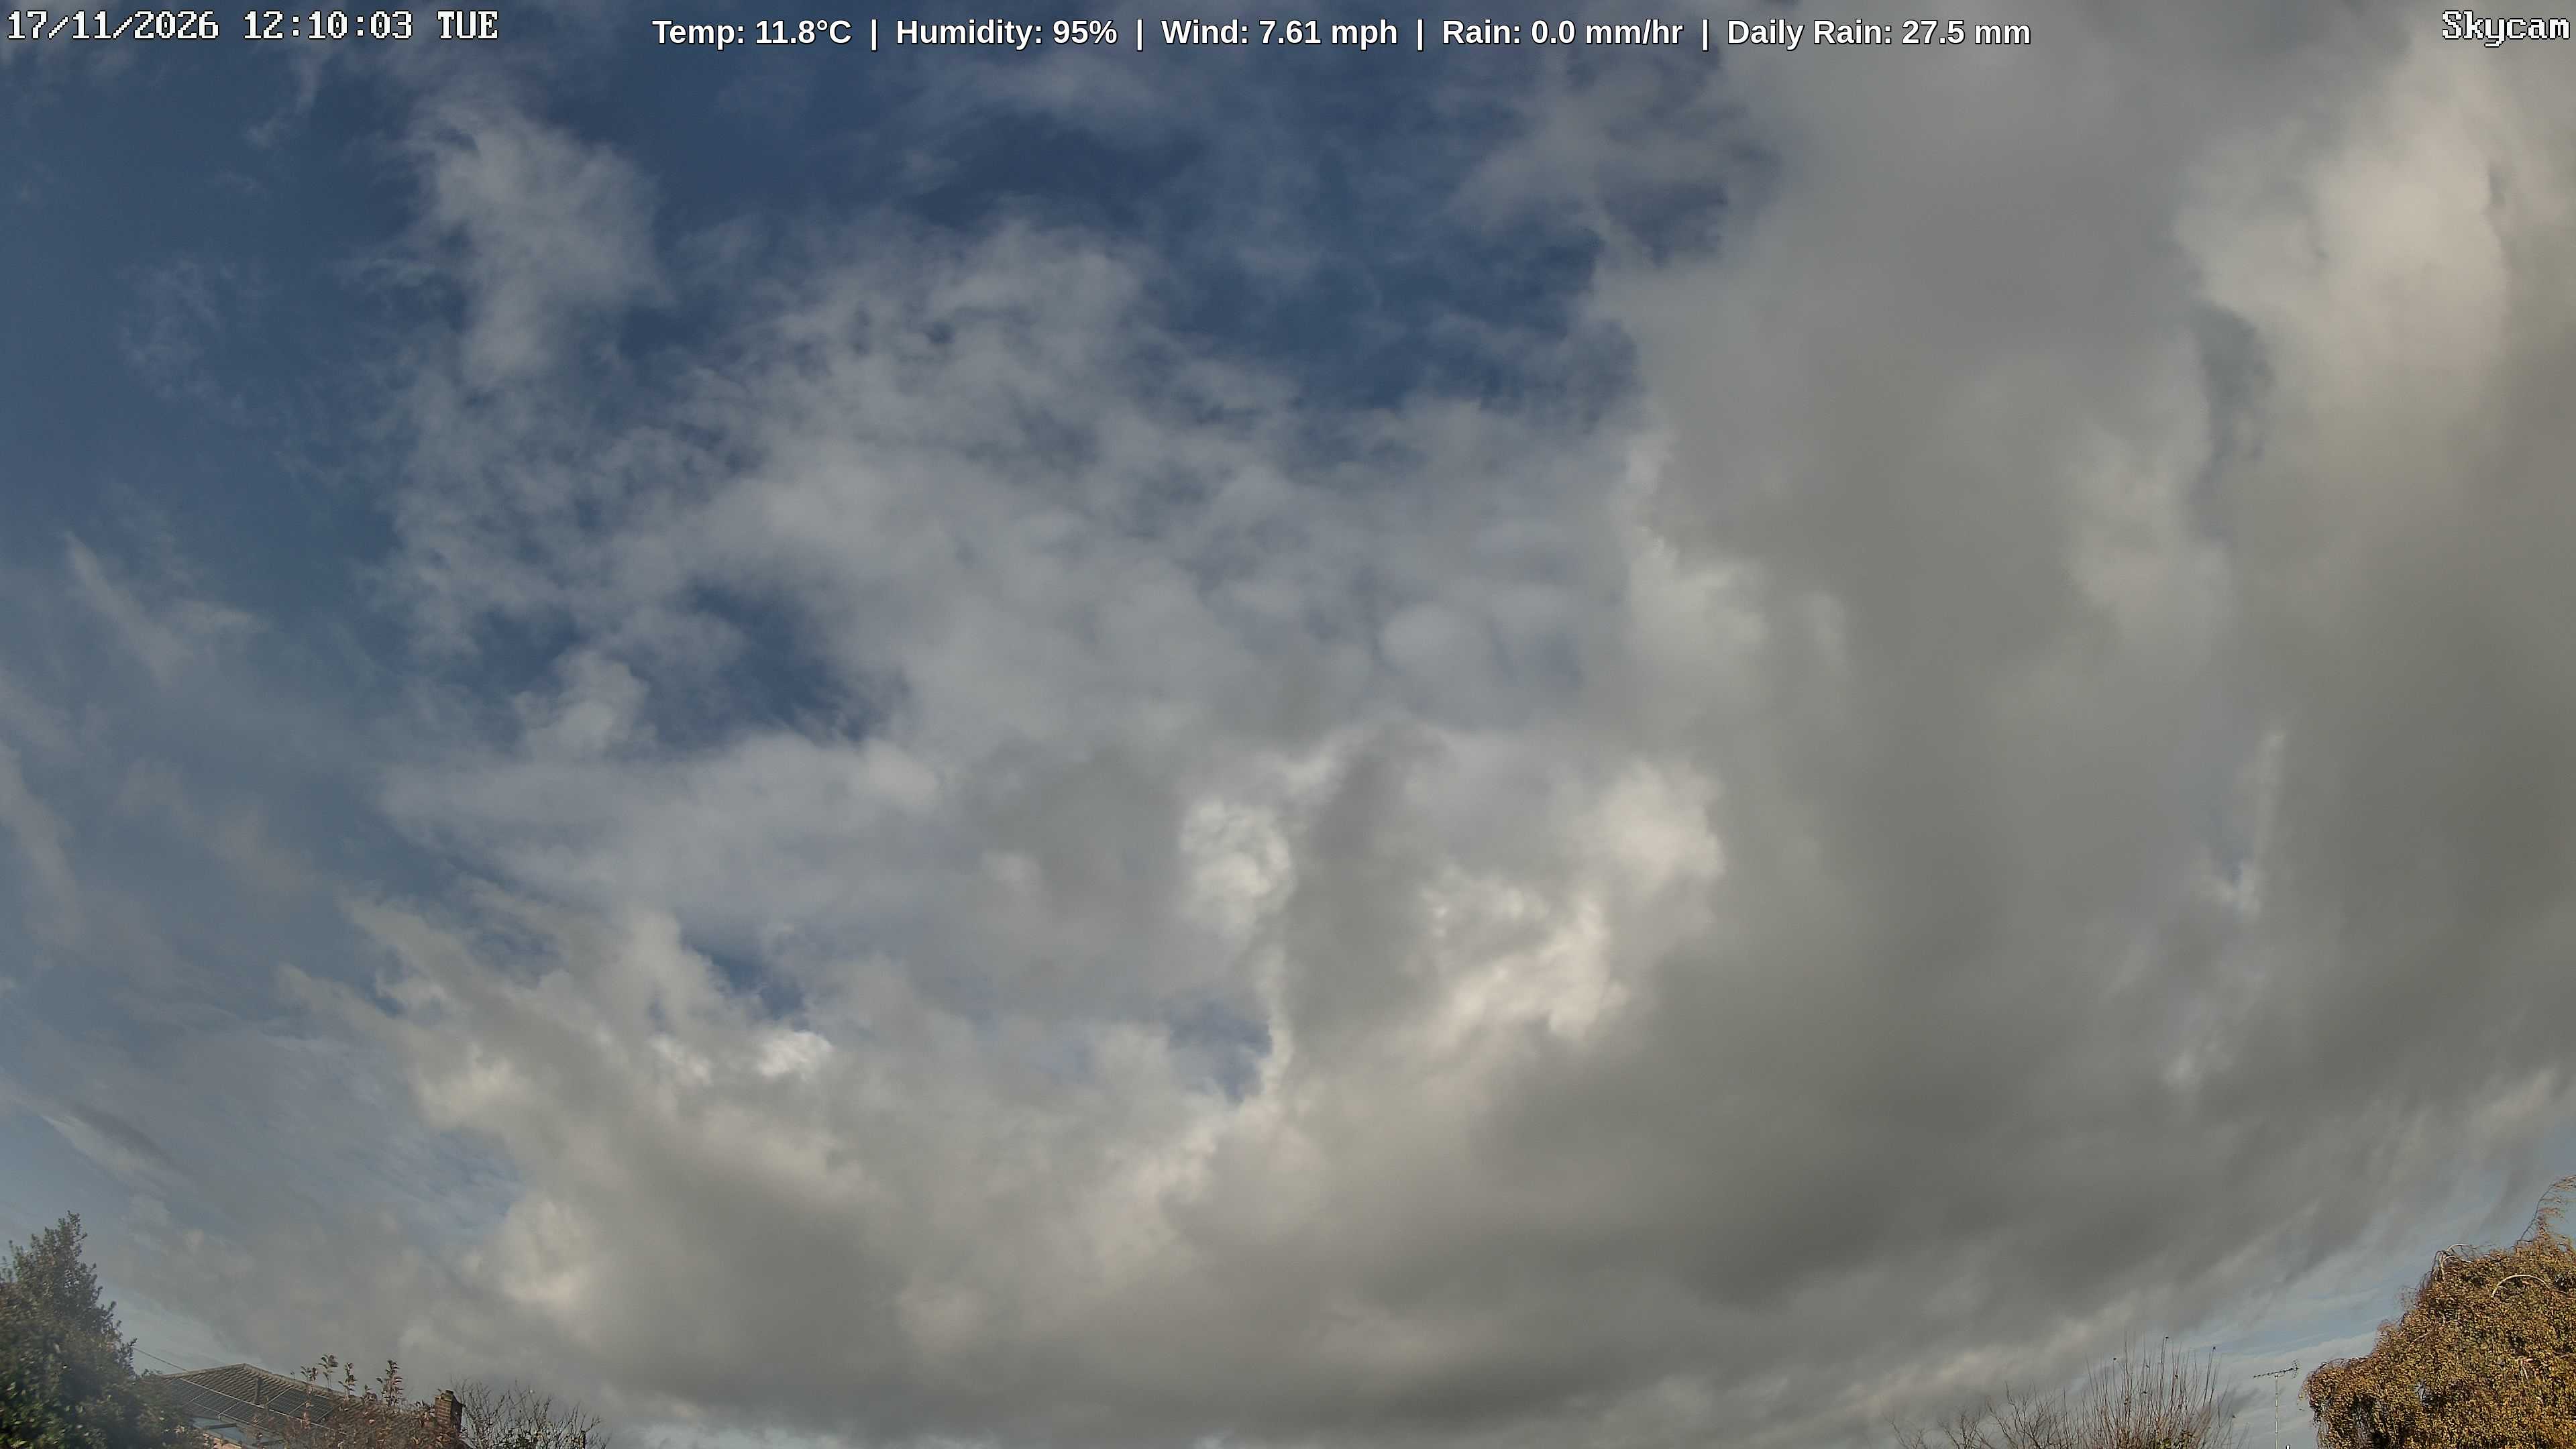 17/11/2026 12:10:03 TUE
Temp: 11.8°C | Humidity: 95% | Wind: 7.61 mph | Rain: 0.0 mm/hr | Daily Rain: 27.5 mm
Skycam